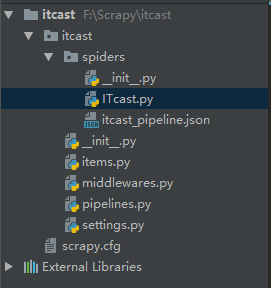 itcast F:\Scrapy\itcast
itcast
spiders
__init__.py
ITcast.py
itcast_pipeline.json
__init__.py
items.py
middlewares.py
pipelines.py
settings.py
scrapy.cfg
External Libraries